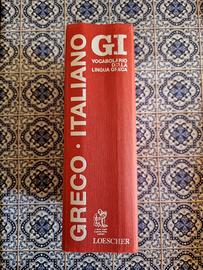 GRECO · ITALIANO
GI
VOCABOLARIO
DELLA
LINGUA GRECA
LOESCHER